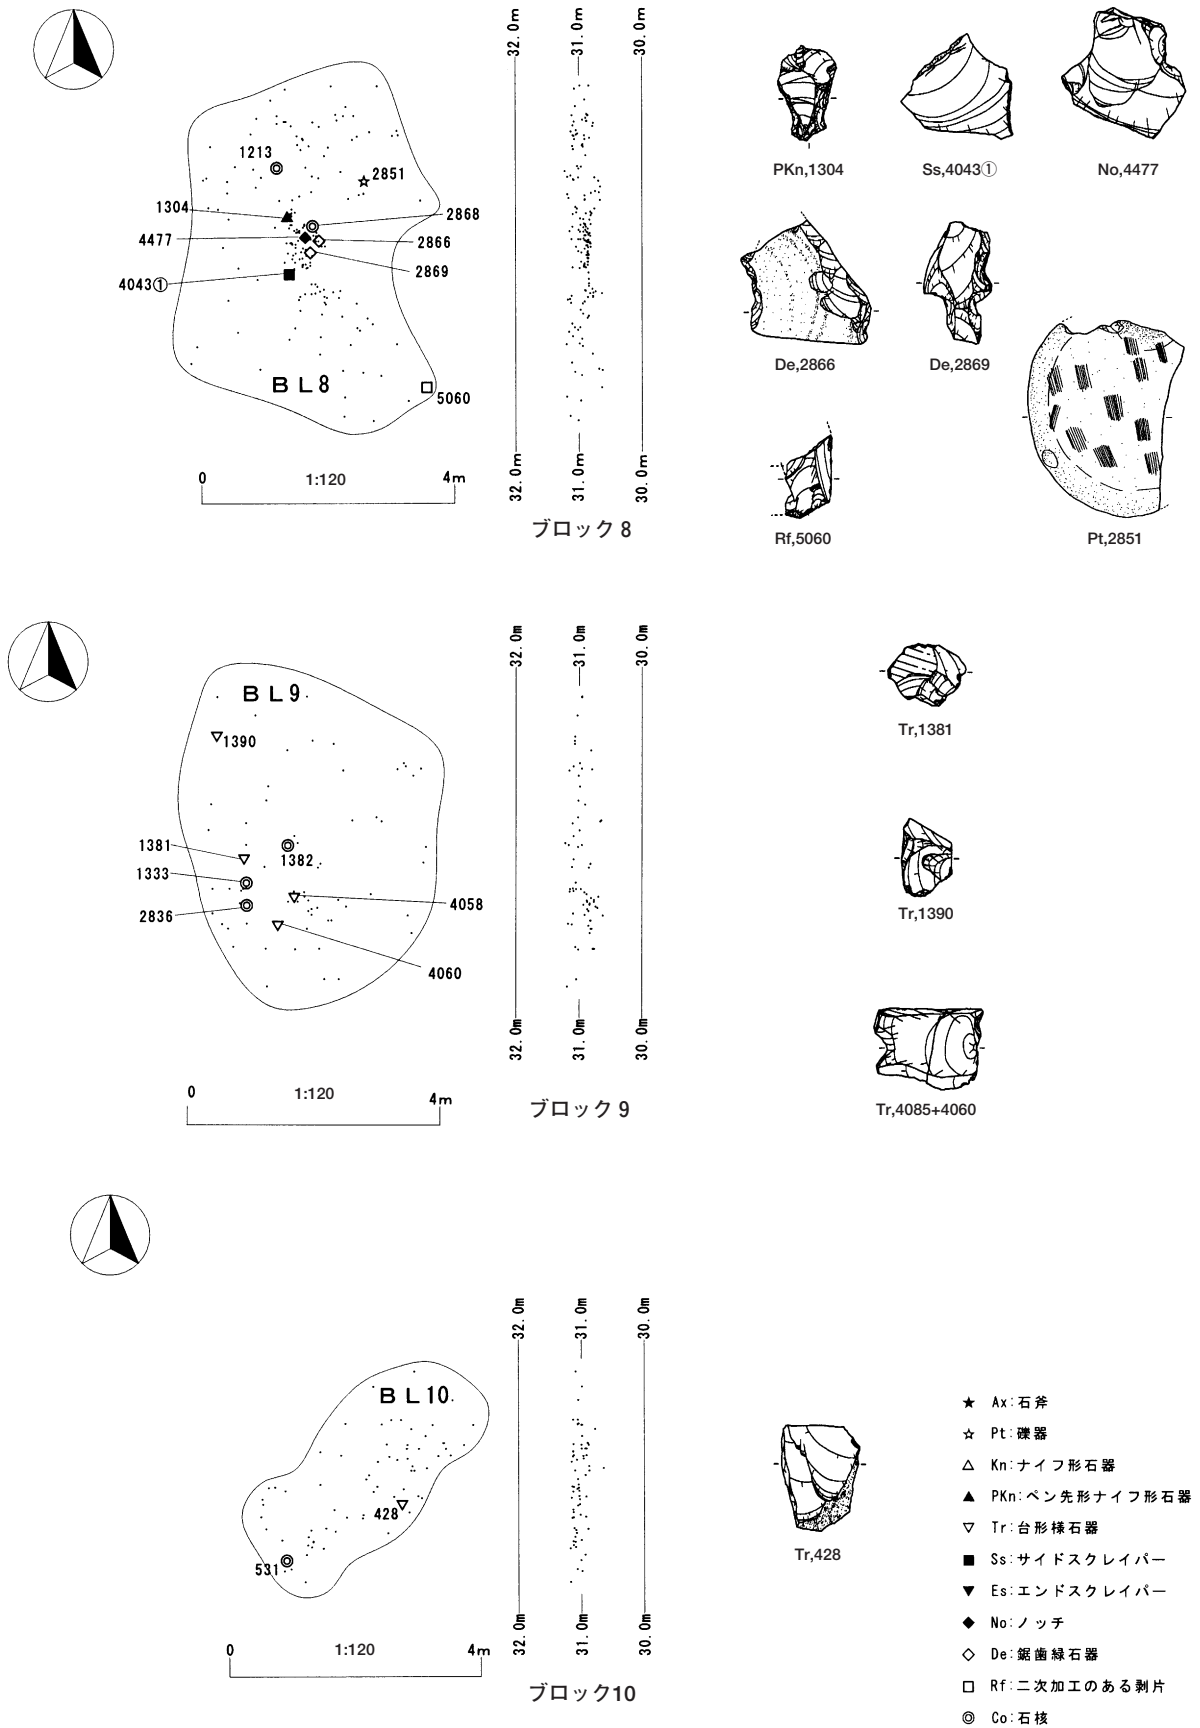 32.0m
31.0m
30.0m
1213
2851
1304
2868
4477
2866
2869
4043①
BL8
5060
0 1:120 4m
32.0m
31.0m
30.0m
ブロック8
PKn,1304
Ss,4043①
No,4477
De,2866
De,2869
Rf,5060
Pt,2851
32.0m
31.0m
30.0m
BL9
1390
1381
1382
1333
2836
4058
4060
32.0m
31.0m
30.0m
0 1:120 4m
ブロック9
Tr,1381
Tr,1390
Tr,4085+4060
32.0m
31.0m
30.0m
BL10
428
531
32.0m
31.0m
30.0m
0 1:120 4m
ブロック10
Tr,428
Ax:石斧
Pt:礫器
Kn:ナイフ形石器
PKn:ペン先形ナイフ形石器
Tr:台形様石器
Ss:サイドスクレイパー
Es:エンドスクレイパー
No:ノッチ
De:鋸歯縁石器
Rf:二次加工のある剥片
Co:石核